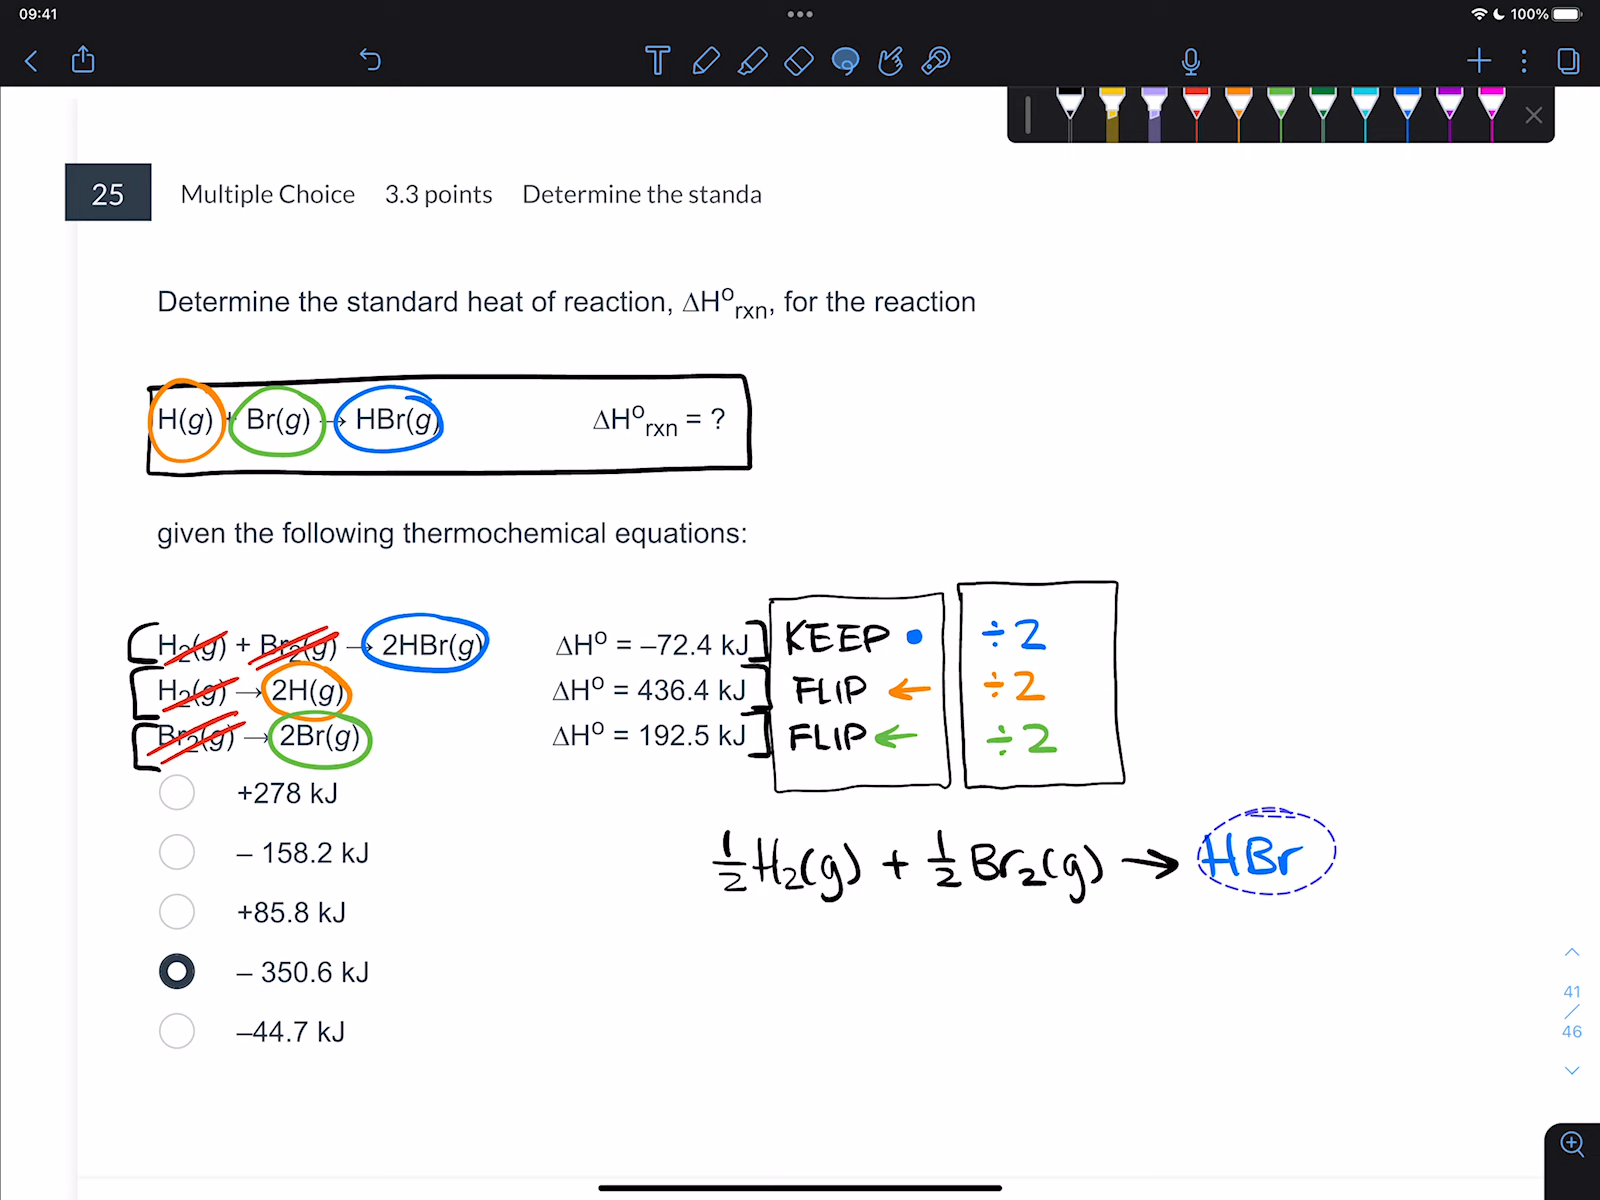 09:41
100%
25 Multiple Choice 3.3 points Determine the standa
Determine the standard heat of reaction, ΔH°rxn, for the reaction
H(g) + Br(g) → HBr(g) ΔH°rxn = ?
given the following thermochemical equations:
H₂(g) + Br₂(g) → 2HBr(g) ΔH° = –72.4 kJ KEEP • ÷2
H₂(g) → 2H(g) ΔH° = 436.4 kJ FLIP ← ÷2
Br₂(g) → 2Br(g) ΔH° = 192.5 kJ FLIP ← ÷2
+278 kJ
– 158.2 kJ
½H₂(g) + ½Br₂(g) → HBr
+85.8 kJ
– 350.6 kJ
–44.7 kJ
41
/
46